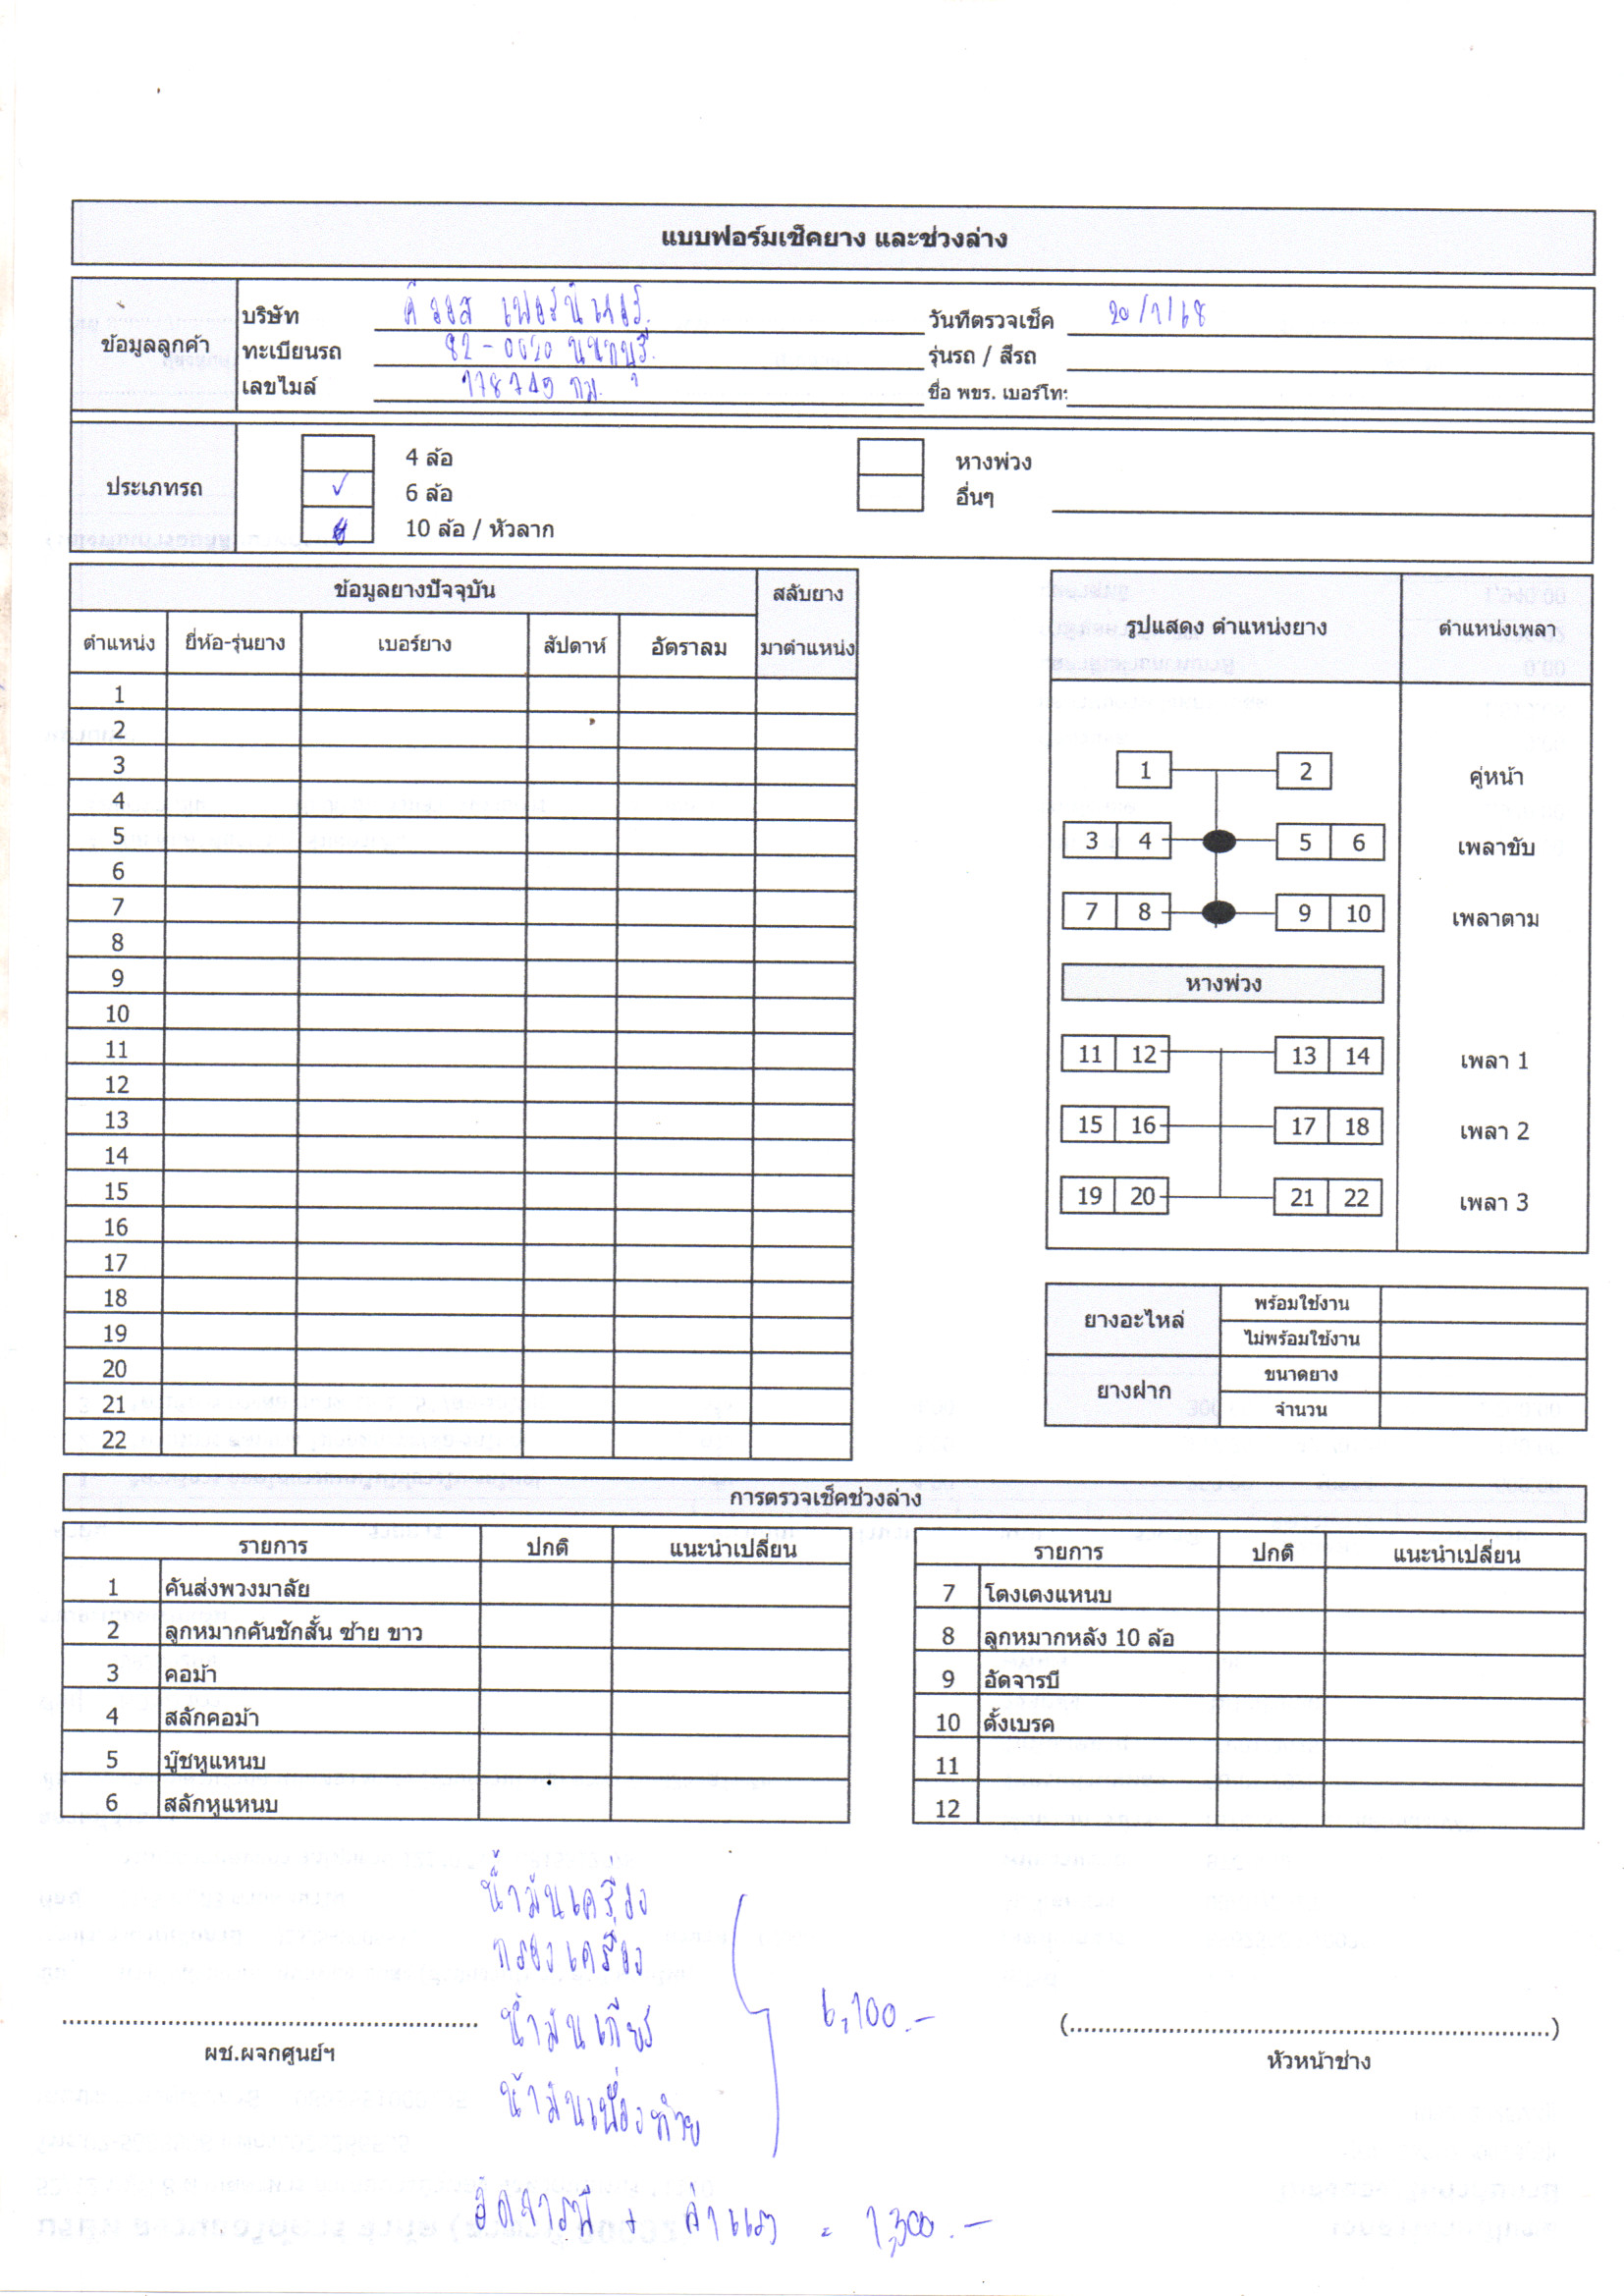 แบบฟอร์มเช็คยาง และช่วงล่าง
ข้อมูลลูกค้า
บริษัท ดีวอส เฟอร์นิเจอร์. วันที่ตรวจเช็ค 20/1/68
ทะเบียนรถ 82-0020 นนทบุรี. รุ่นรถ / สีรถ
เลขไมล์ 178749 กม. ชื่อ พขร. เบอร์โท:
ประเภทรถ
4 ล้อ หางพ่วง
✓ 6 ล้อ อื่นๆ
10 ล้อ / หัวลาก
ข้อมูลยางปัจจุบัน สลับยาง
ตำแหน่ง ยี่ห้อ-รุ่นยาง เบอร์ยาง สัปดาห์ อัตราลม มาตำแหน่ง
1
2
3
4
5
6
7
8
9
10
11
12
13
14
15
16
17
18
19
20
21
22
รูปแสดง ตำแหน่งยาง ตำแหน่งเพลา
1 2 คู่หน้า
3 4 5 6 เพลาขับ
7 8 9 10 เพลาตาม
หางพ่วง
11 12 13 14 เพลา 1
15 16 17 18 เพลา 2
19 20 21 22 เพลา 3
ยางอะไหล่ พร้อมใช้งาน
ไม่พร้อมใช้งาน
ยางฝาก ขนาดยาง
จำนวน
การตรวจเช็คช่วงล่าง
รายการ ปกติ แนะนำเปลี่ยน
1 คันส่งพวงมาลัย
2 ลูกหมากคันชักสั้น ซ้าย ขาว
3 คอม้า
4 สลักคอม้า
5 บู๊ชหูแหนบ
6 สลักหูแหนบ
รายการ ปกติ แนะนำเปลี่ยน
7 โตงเตงแหนบ
8 ลูกหมากหลัง 10 ล้อ
9 อัดจารบี
10 ตั้งเบรค
11
12
น้ำมันเครื่อง
กรองเครื่อง
น้ำมันเกียร์
น้ำมันเฟืองท้าย
6,100.-
ผช.ผจกศูนย์ฯ
(........................)
หัวหน้าช่าง
อัดจารบี + ค่าแรง = 1,300.-